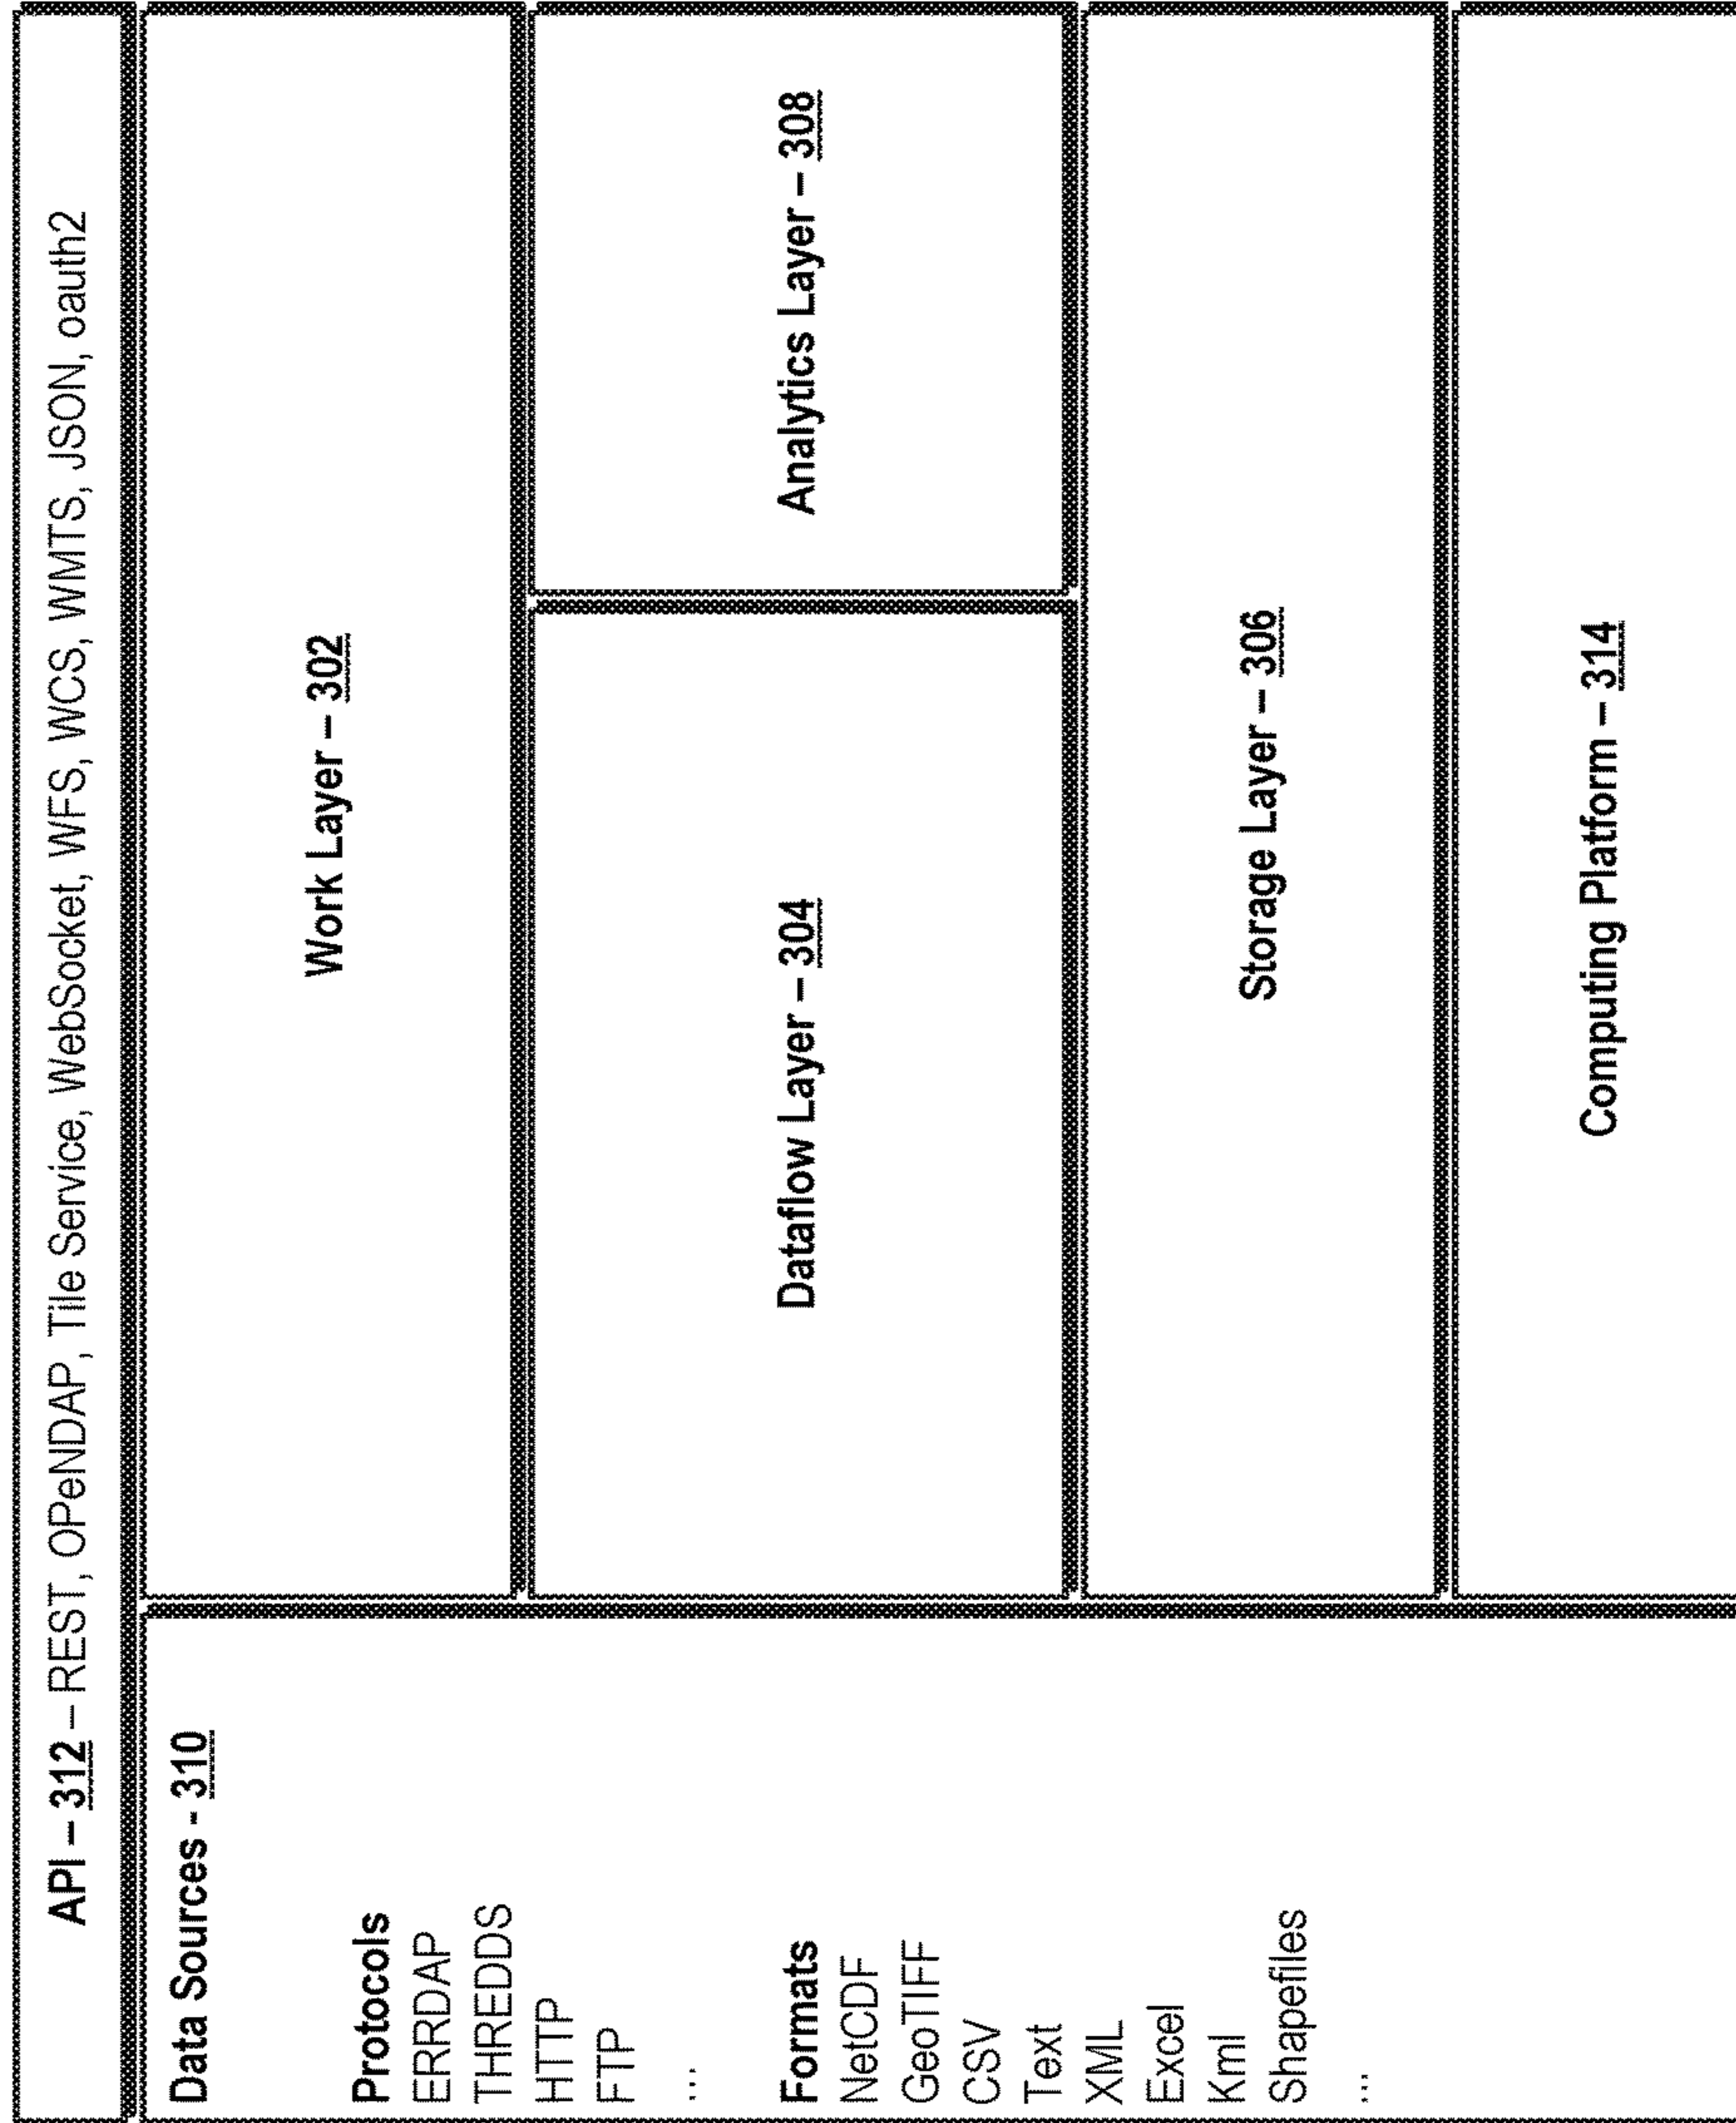 API – 312 – REST, OPeNDAP, Tile Service, WebSocket, WFS, WCS, WMTS, JSON, oauth2
Data Sources - 310
Protocols
ERRDAP
THREDDS
HTTP
FTP
...
Formats
NetCDF
GeoTIFF
CSV
Text
XML
Excel
Kml
Shapefiles
...
Work Layer – 302
Dataflow Layer – 304
Analytics Layer – 308
Storage Layer – 306
Computing Platform – 314